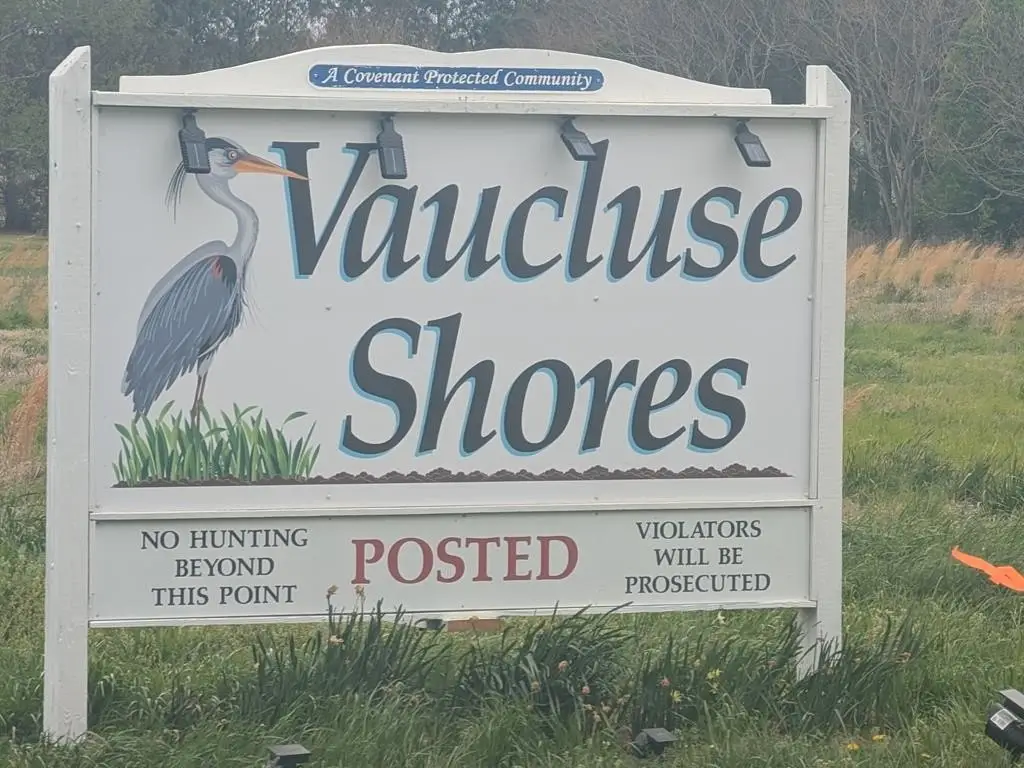 A Covenant Protected Community
Vaucluse
Shores
NO HUNTING
BEYOND
THIS POINT
POSTED
VIOLATORS
WILL BE
PROSECUTED